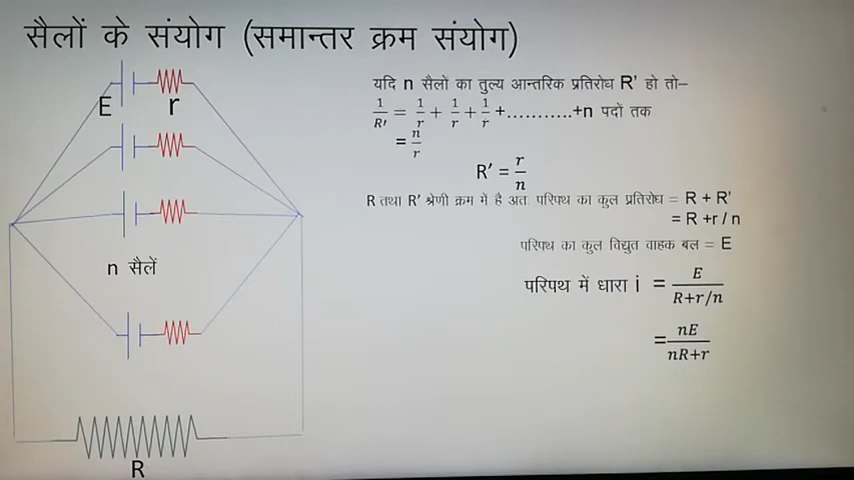 सैलों के संयोग (समान्तर क्रम संयोग)
E
r
n सैलें
R
यदि n सैलों का तुल्य आन्तरिक प्रतिरोध R’ हो तो–
1/R′ = 1/r + 1/r + 1/r +………..+n पदों तक
= n/r
R’ = r/n
R तथा R’ श्रेणी क्रम में है अत: परिपथ का कुल प्रतिरोध = R + R’
= R +r / n
परिपथ का कुल विद्युत वाहक बल = E
परिपथ में धारा i = E/R+r/n
= nE/nR+r